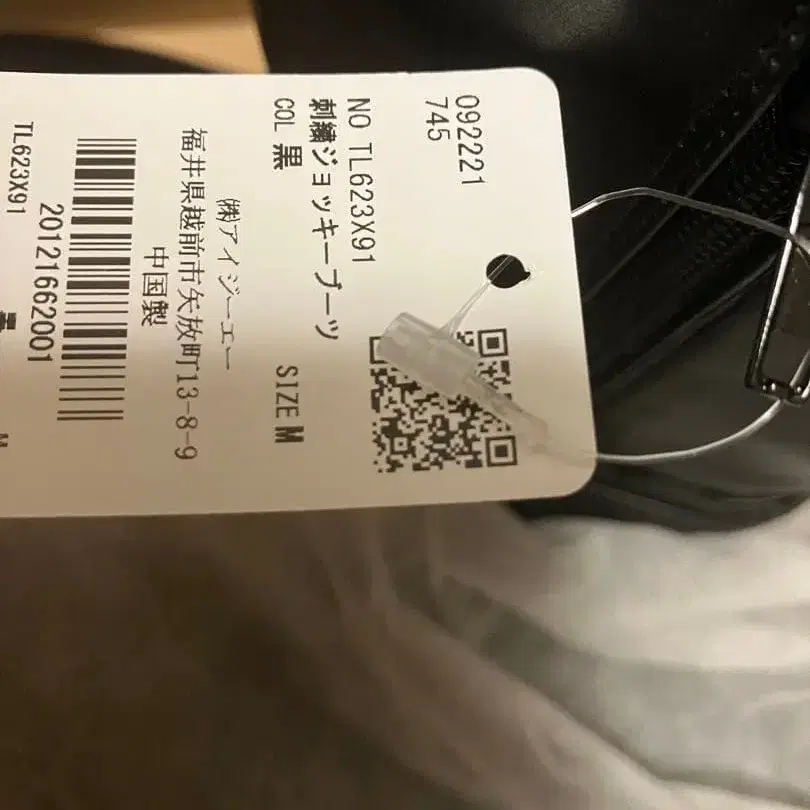 092221
745
NO TL623X91
刺繍ジョッキーブーツ
COL 黒 SIZE M
㈱アイジーエー
福井県越前市矢放町13-8-9
中国製
20121662001
TL623X91
M